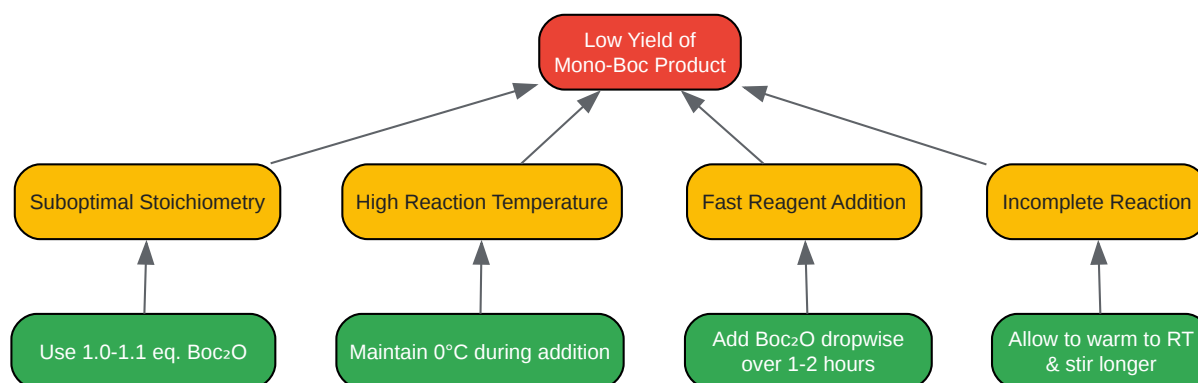 Low Yield of
Mono-Boc Product
Suboptimal Stoichiometry
High Reaction Temperature
Fast Reagent Addition
Incomplete Reaction
Use 1.0-1.1 eq. Boc₂O
Maintain 0°C during addition
Add Boc₂O dropwise
over 1-2 hours
Allow to warm to RT
& stir longer